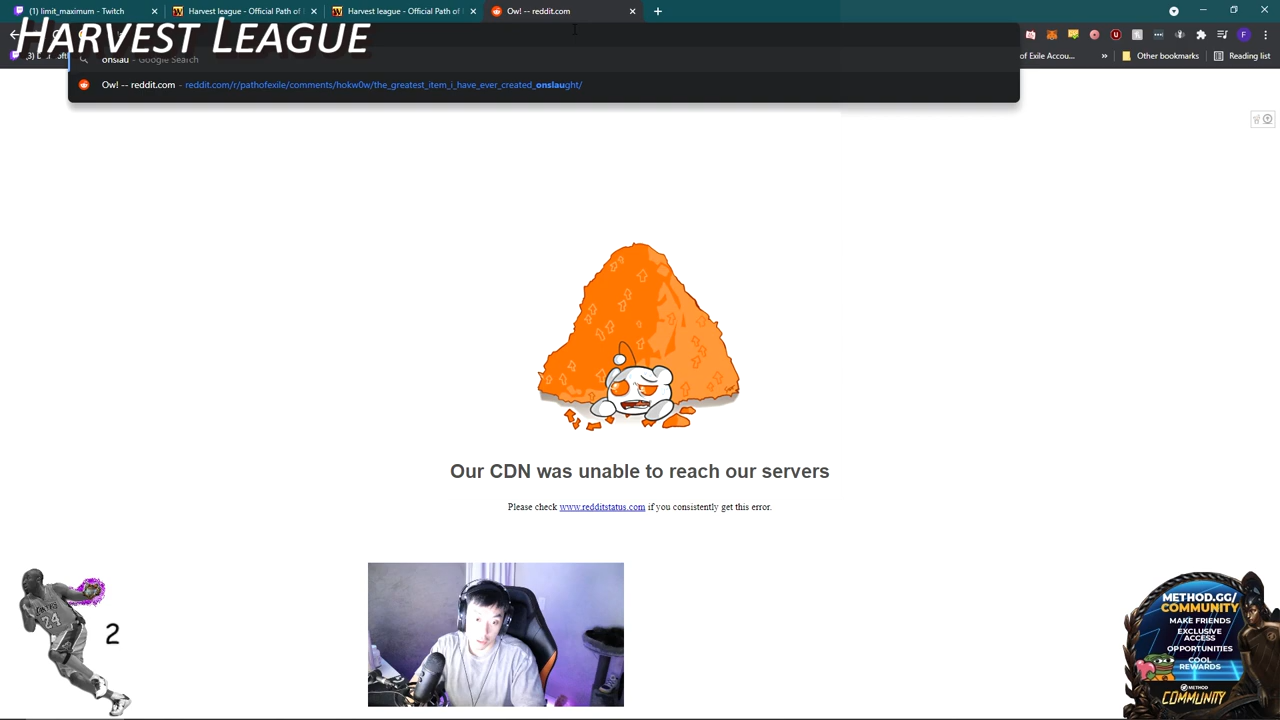 (1) limit_maximum - Twitch
Harvest league - Official Path of
Harvest league - Official Path of
Ow! -- reddit.com
HARVEST LEAGUE
of Exile Accou...
Other bookmarks
Reading list
onslau - Google Search
Ow! -- reddit.com - reddit.com/r/pathofexile/comments/hokw0w/the_greatest_item_i_have_ever_created_onslaught/
Our CDN was unable to reach our servers
Please check www.redditstatus.com if you consistently get this error.
24
2
METHOD.GG/
COMMUNITY
MAKE FRIENDS
EXCLUSIVE
ACCESS
OPPORTUNITIES
COOL
REWARDS
METHOD
COMMUNITY